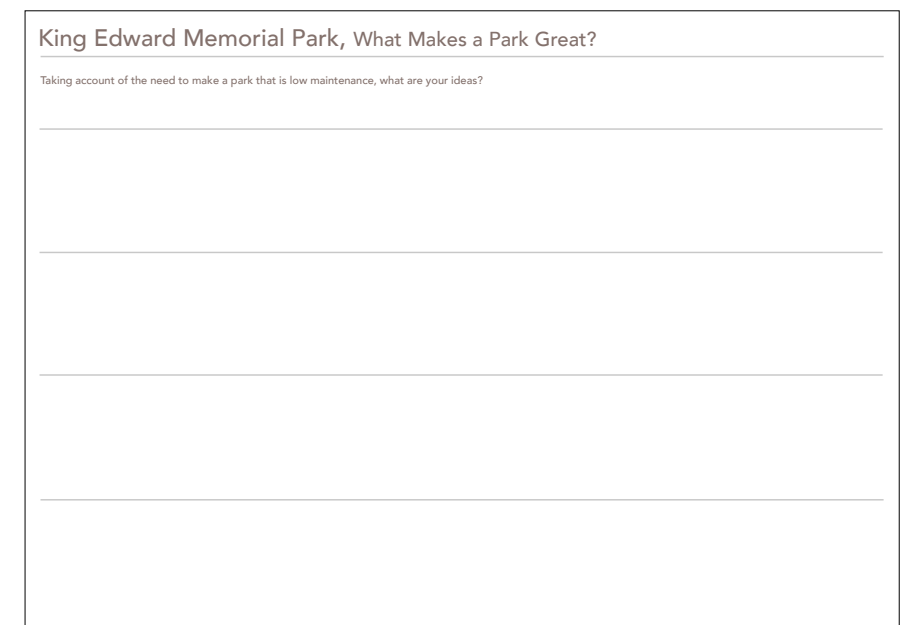 King Edward Memorial Park, What Makes a Park Great?
Taking account of the need to make a park that is low maintenance, what are your ideas?